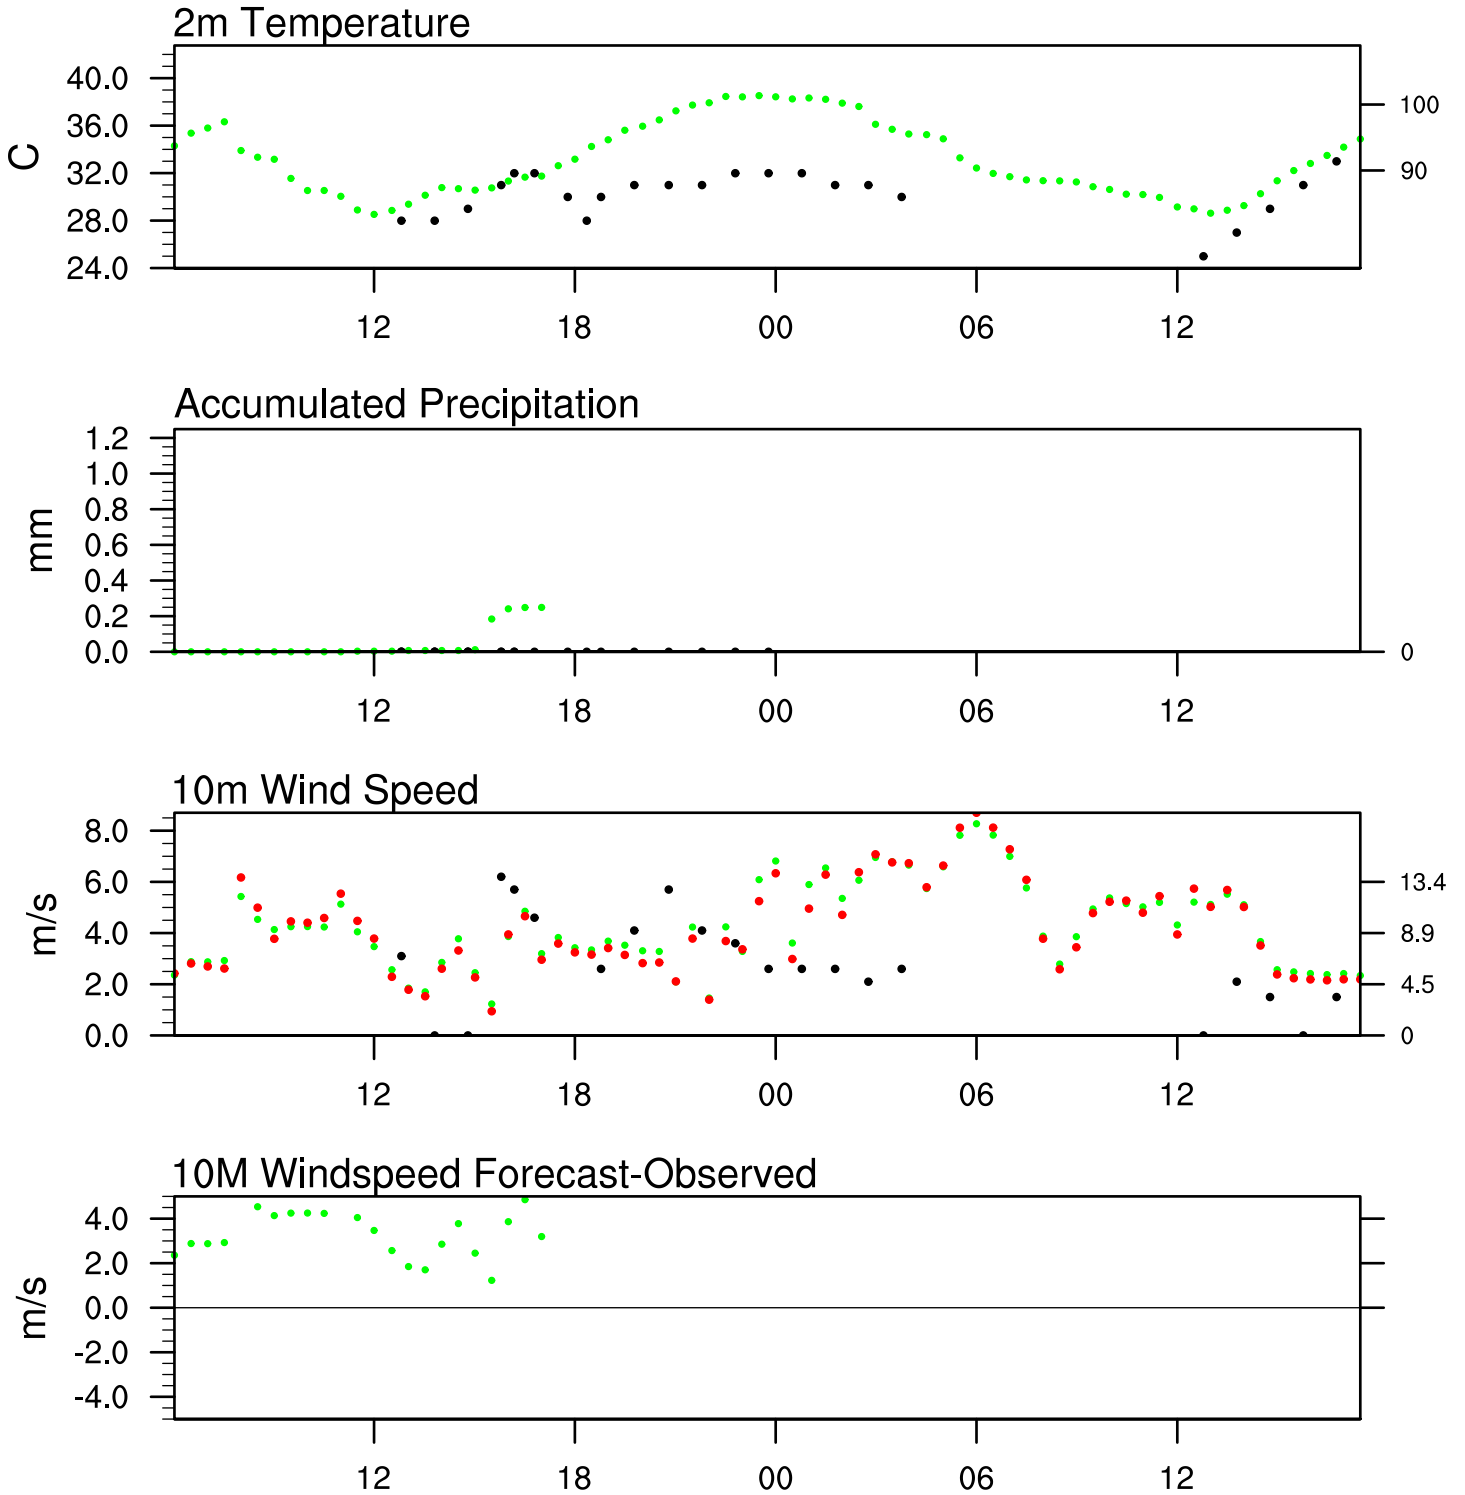 2m Temperature
40.0
36.0
32.0
28.0
24.0
C
100
90
12 18 00 06 12
Accumulated Precipitation
1.2
1.0
0.8
0.6
0.4
0.2
0.0
mm
0
12 18 00 06 12
10m Wind Speed
8.0
6.0
4.0
2.0
0.0
m/s
13.4
8.9
4.5
0
12 18 00 06 12
10M Windspeed Forecast-Observed
4.0
2.0
0.0
-2.0
-4.0
m/s
12 18 00 06 12